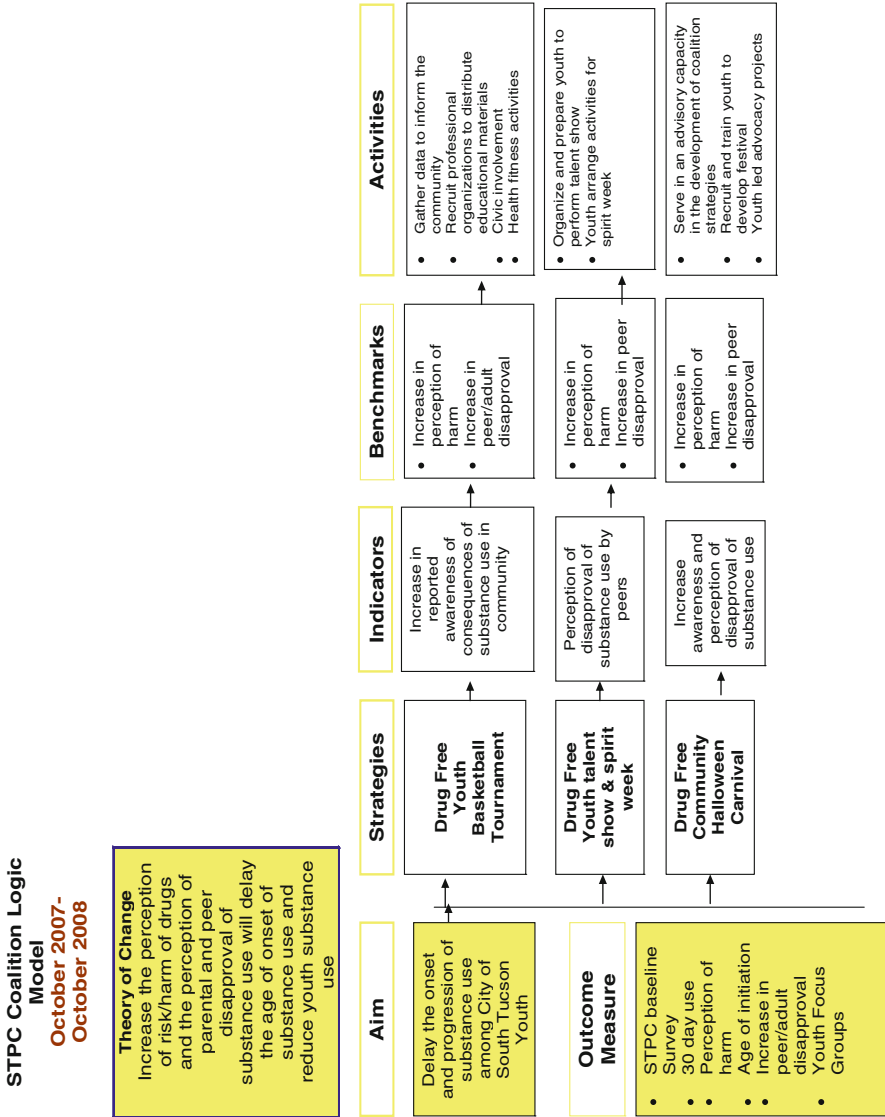 STPC Coalition Logic
Model
October 2007-
October 2008
Theory of Change
Increase the perception
of risk/harm of drugs
and the perception of
parental and peer
disapproval of
substance use will delay
the age of onset of
substance use and
reduce youth substance
use
Aim
Delay the onset
and progression of
substance use
among City of
South Tucson
Youth
Outcome
Measure
• STPC baseline
Survey
• 30 day use
• Perception of
harm
• Age of initiation
• Increase in
peer/adult
disapproval
• Youth Focus
Groups
Strategies
Drug Free
Youth
Basketball
Tournament
Drug Free
Youth talent
show & spirit
week
Drug Free
Community
Halloween
Carnival
Indicators
Increase in
reported
awareness of
consequences of
substance use in
community
Perception of
disapproval of
substance use by
peers
Increase
awareness and
perception of
disapproval of
substance use
Benchmarks
• Increase in
perception of
harm
• Increase in
peer/adult
disapproval
• Increase in
perception of
harm
• Increase in peer
disapproval
• Increase in
perception of
harm
• Increase in peer
disapproval
Activities
• Gather data to inform the
community
• Recruit professional
organizations to distribute
educational materials
• Civic involvement
• Health fitness activities
• Organize and prepare youth to
perform talent show
• Youth arrange activities for
spirit week
• Serve in an advisory capacity
in the development of coalition
strategies
• Recruit and train youth to
develop festival
• Youth led advocacy projects